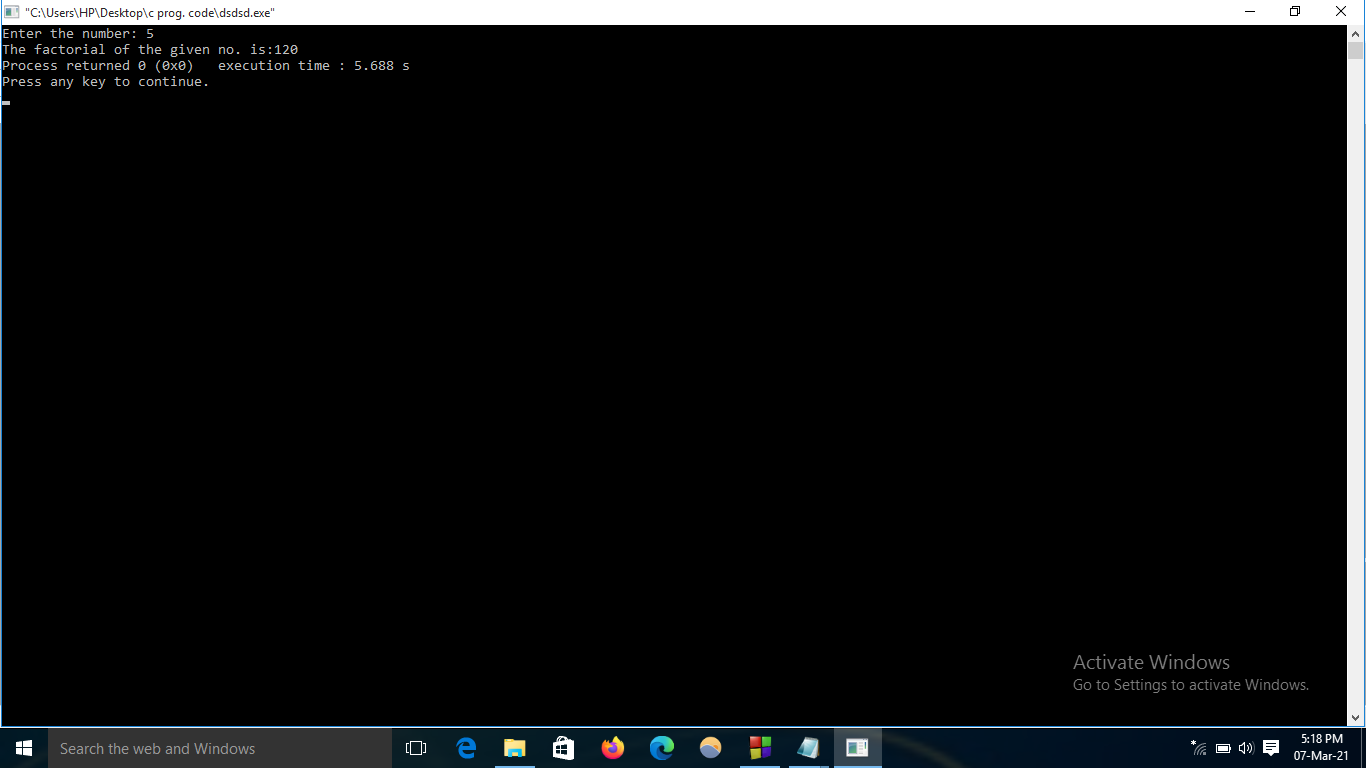 "C:\Users\HP\Desktop\c prog. code\dsdsd.exe"
Enter the number: 5
The factorial of the given no. is:120
Process returned 0 (0x0)   execution time : 5.688 s
Press any key to continue.
Activate Windows
Go to Settings to activate Windows.
Search the web and Windows
5:18 PM
07-Mar-21